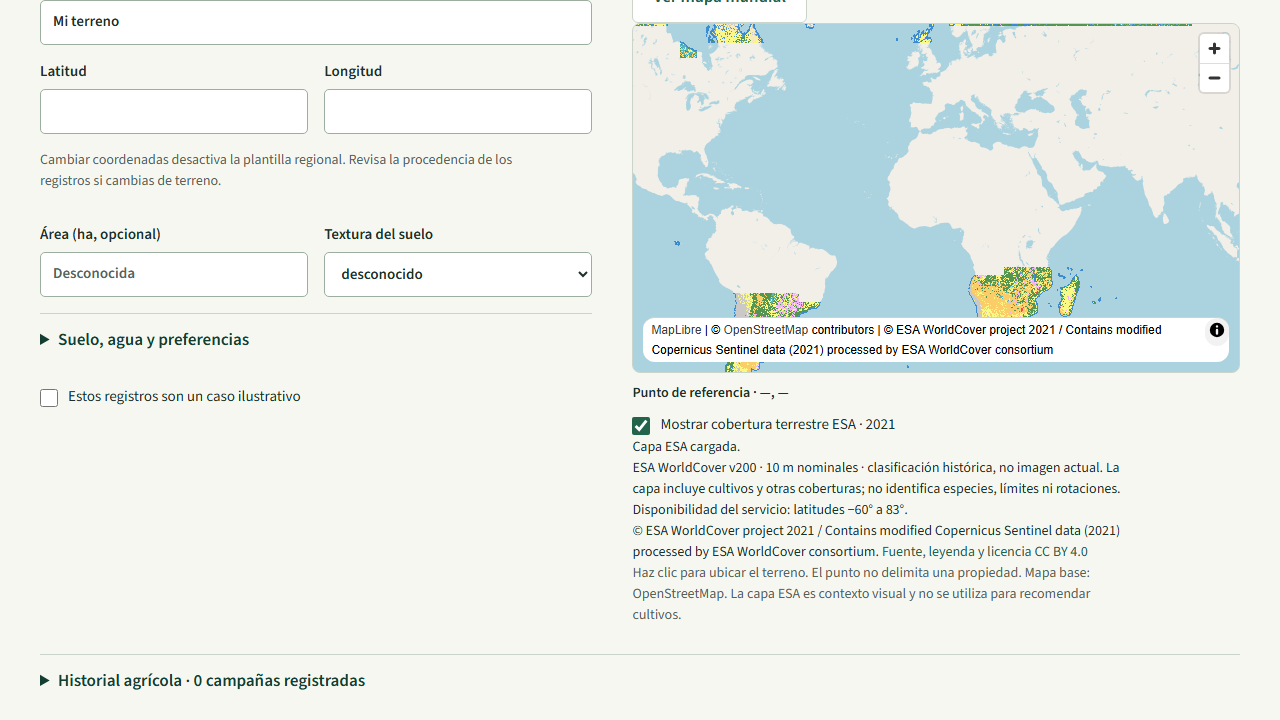 Mi terreno
Latitud
Longitud
Cambiar coordenadas desactiva la plantilla regional. Revisa la procedencia de los
registros si cambias de terreno.
Área (ha, opcional)
Textura del suelo
Desconocida
desconocido
Suelo, agua y preferencias
Estos registros son un caso ilustrativo
Ver mapa mundial
+
−
MapLibre | © OpenStreetMap contributors | © ESA WorldCover project 2021 / Contains modified
Copernicus Sentinel data (2021) processed by ESA WorldCover consortium
Punto de referencia · —, —
Mostrar cobertura terrestre ESA · 2021
Capa ESA cargada.
ESA WorldCover v200 · 10 m nominales · clasificación histórica, no imagen actual. La
capa incluye cultivos y otras coberturas; no identifica especies, límites ni rotaciones.
Disponibilidad del servicio: latitudes −60° a 83°.
© ESA WorldCover project 2021 / Contains modified Copernicus Sentinel data (2021)
processed by ESA WorldCover consortium. Fuente, leyenda y licencia CC BY 4.0
Haz clic para ubicar el terreno. El punto no delimita una propiedad. Mapa base:
OpenStreetMap. La capa ESA es contexto visual y no se utiliza para recomendar
cultivos.
Historial agrícola · 0 campañas registradas